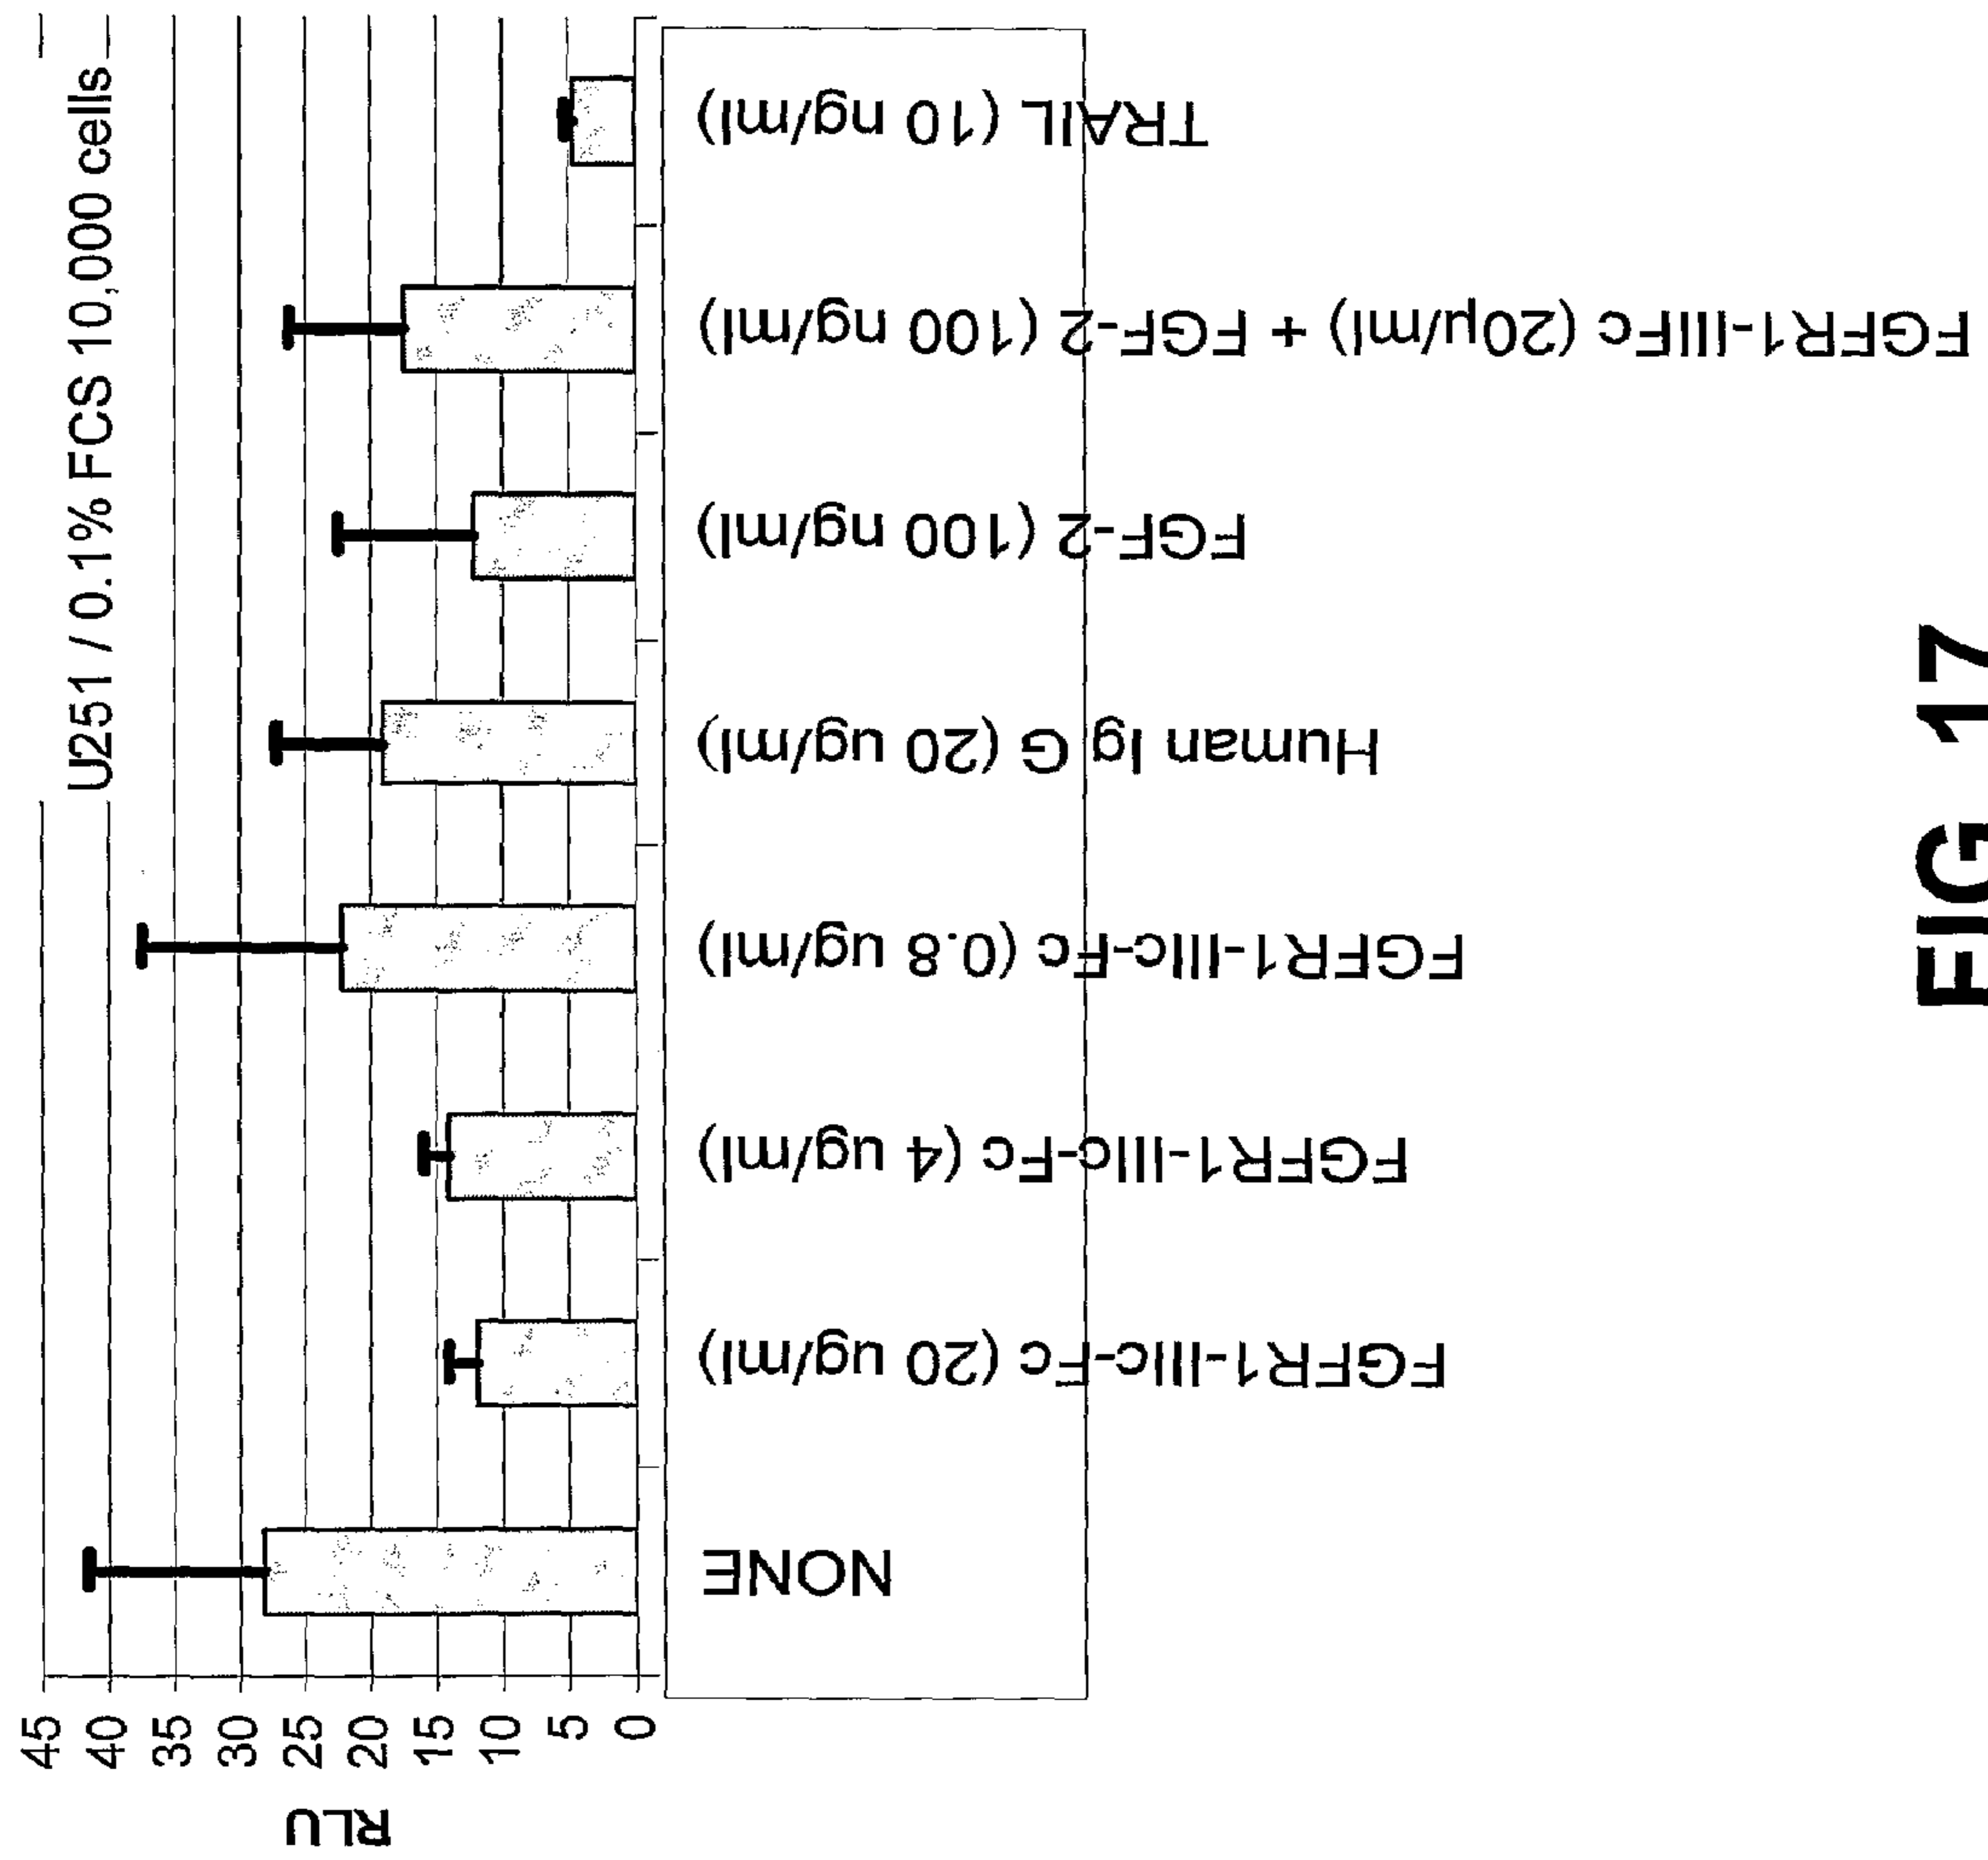 U251 / 0.1% FCS 10,000 cells
RLU
45
40
35
30
25
20
15
10
5
0
NONE
FGFR1-IIIc-Fc (20 ug/ml)
FGFR1-IIIc-Fc (4 ug/ml)
FGFR1-IIIc-Fc (0.8 ug/ml)
Human Ig G (20 ug/ml)
FGF-2 (100 ng/ml)
FGFR1-IIIFc (20µ/ml) + FGF-2 (100 ng/ml)
TRAIL (10 ng/ml)
FIG 17